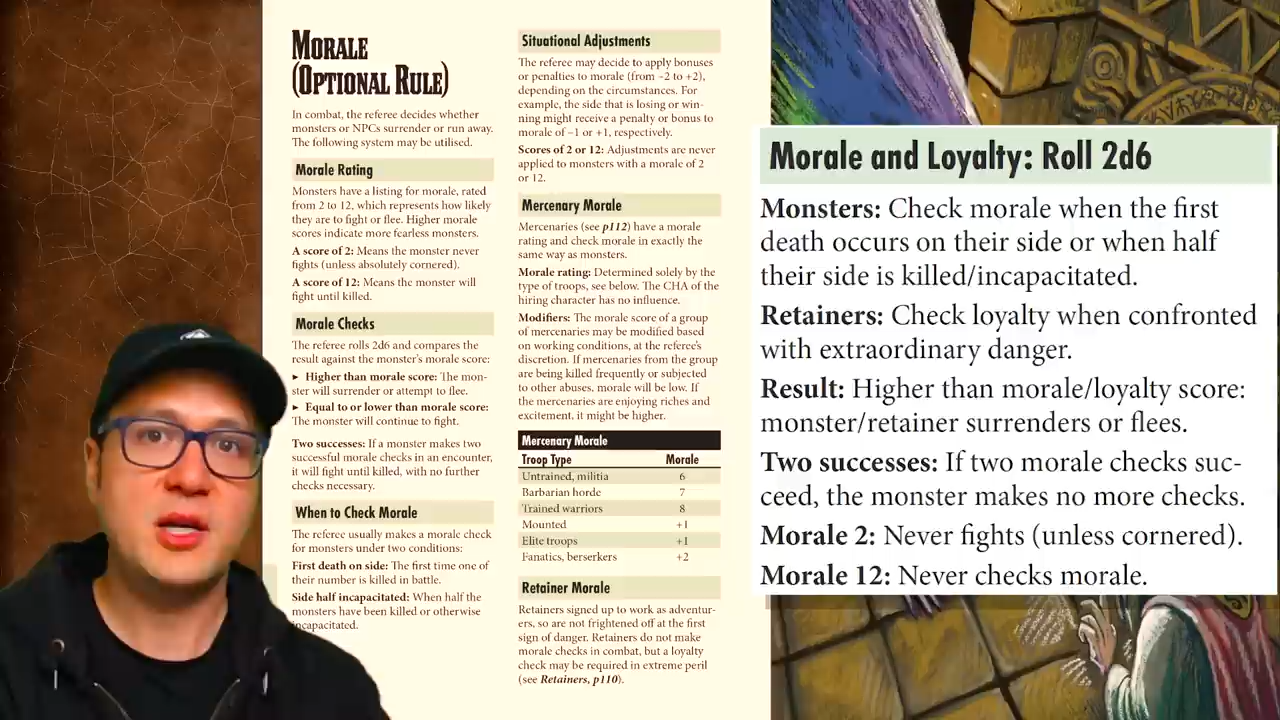 MORALE
(OPTIONAL RULE)
In combat, the referee decides whether
monsters or NPCs surrender or run away.
The following system may be utilised.
Morale Rating
Monsters have a listing for morale, rated
from 2 to 12, which represents how likely
they are to fight or flee. Higher morale
scores indicate more fearless monsters.
A score of 2: Means the monster never
fights (unless absolutely cornered).
A score of 12: Means the monster will
fight until killed.
Morale Checks
The referee rolls 2d6 and compares the
result against the monster's morale score:
► Higher than morale score: The mon-
ster will surrender or attempt to flee.
► Equal to or lower than morale score:
The monster will continue to fight.
Two successes: If a monster makes two
successful morale checks in an encounter,
it will fight until killed, with no further
checks necessary.
When to Check Morale
The referee usually makes a morale check
for monsters under two conditions:
First death on side: The first time one of
their number is killed in battle.
Side half incapacitated: When half the
monsters have been killed or otherwise
incapacitated.
Situational Adjustments
The referee may decide to apply bonuses
or penalties to morale (from –2 to +2),
depending on the circumstances. For
example, the side that is losing or win-
ning might receive a penalty or bonus to
morale of –1 or +1, respectively.
Scores of 2 or 12: Adjustments are never
applied to monsters with a morale of 2
or 12.
Mercenary Morale
Mercenaries (see p112) have a morale
rating and check morale in exactly the
same way as monsters.
Morale rating: Determined solely by the
type of troops, see below. The CHA of the
hiring character has no influence.
Modifiers: The morale score of a group
of mercenaries may be modified based
on working conditions, at the referee's
discretion. If mercenaries from the group
are being killed frequently or subjected
to other abuses, morale will be low. If
the mercenaries are enjoying riches and
excitement, it might be higher.
Mercenary Morale
Troop Type Morale
Untrained, militia 6
Barbarian horde 7
Trained warriors 8
Mounted +1
Elite troops +1
Fanatics, berserkers +2
Retainer Morale
Retainers signed up to work as adventur-
ers, so are not frightened off at the first
sign of danger. Retainers do not make
morale checks in combat, but a loyalty
check may be required in extreme peril
(see Retainers, p110).
Morale and Loyalty: Roll 2d6
Monsters: Check morale when the first
death occurs on their side or when half
their side is killed/incapacitated.
Retainers: Check loyalty when confronted
with extraordinary danger.
Result: Higher than morale/loyalty score:
monster/retainer surrenders or flees.
Two successes: If two morale checks suc-
ceed, the monster makes no more checks.
Morale 2: Never fights (unless cornered).
Morale 12: Never checks morale.